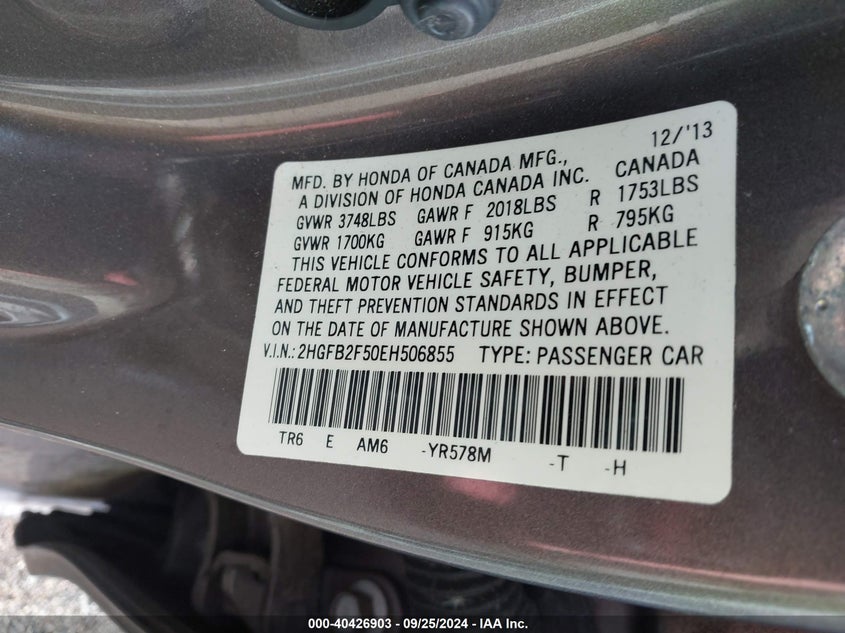 12/'13
MFD. BY HONDA OF CANADA MFG., CANADA
A DIVISION OF HONDA CANADA INC.
GVWR 3748LBS GAWR F 2018LBS R 1753LBS
GVWR 1700KG GAWR F 915KG R 795KG
THIS VEHICLE CONFORMS TO ALL APPLICABLE
FEDERAL MOTOR VEHICLE SAFETY, BUMPER,
AND THEFT PREVENTION STANDARDS IN EFFECT
ON THE DATE OF MANUFACTURE SHOWN ABOVE.
V.I.N.: 2HGFB2F50EH506855 TYPE: PASSENGER CAR
TR6 E AM6 -YR578M -T -H
000-40426903 - 09/25/2024 - IAA Inc.